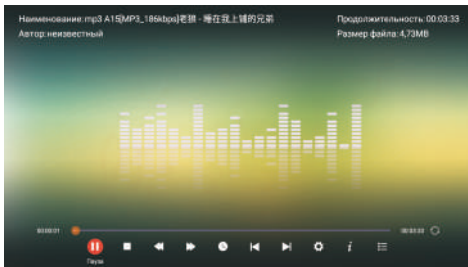 Наименование:mp3 A15[MP3_186kbps]老狼 - 睡在我上铺的兄弟
Продолжительность:00:03:33
Автор:неизвестный
Размер файла:4,73MB
00:00:01
00:03:33
Пауза